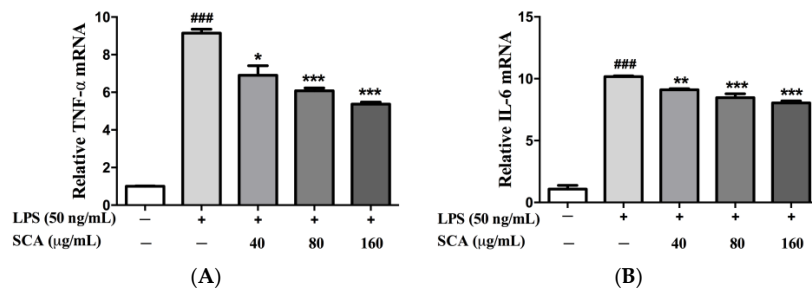 Relative TNF-α mRNA
10
8
6
4
2
0
###
*
***
***
LPS (50 ng/mL) — + + + +
SCA (μg/mL) — — 40 80 160
(A)
Relative IL-6 mRNA
15
10
5
0
###
**
***
***
LPS (50 ng/mL) — + + + +
SCA (μg/mL) — — 40 80 160
(B)